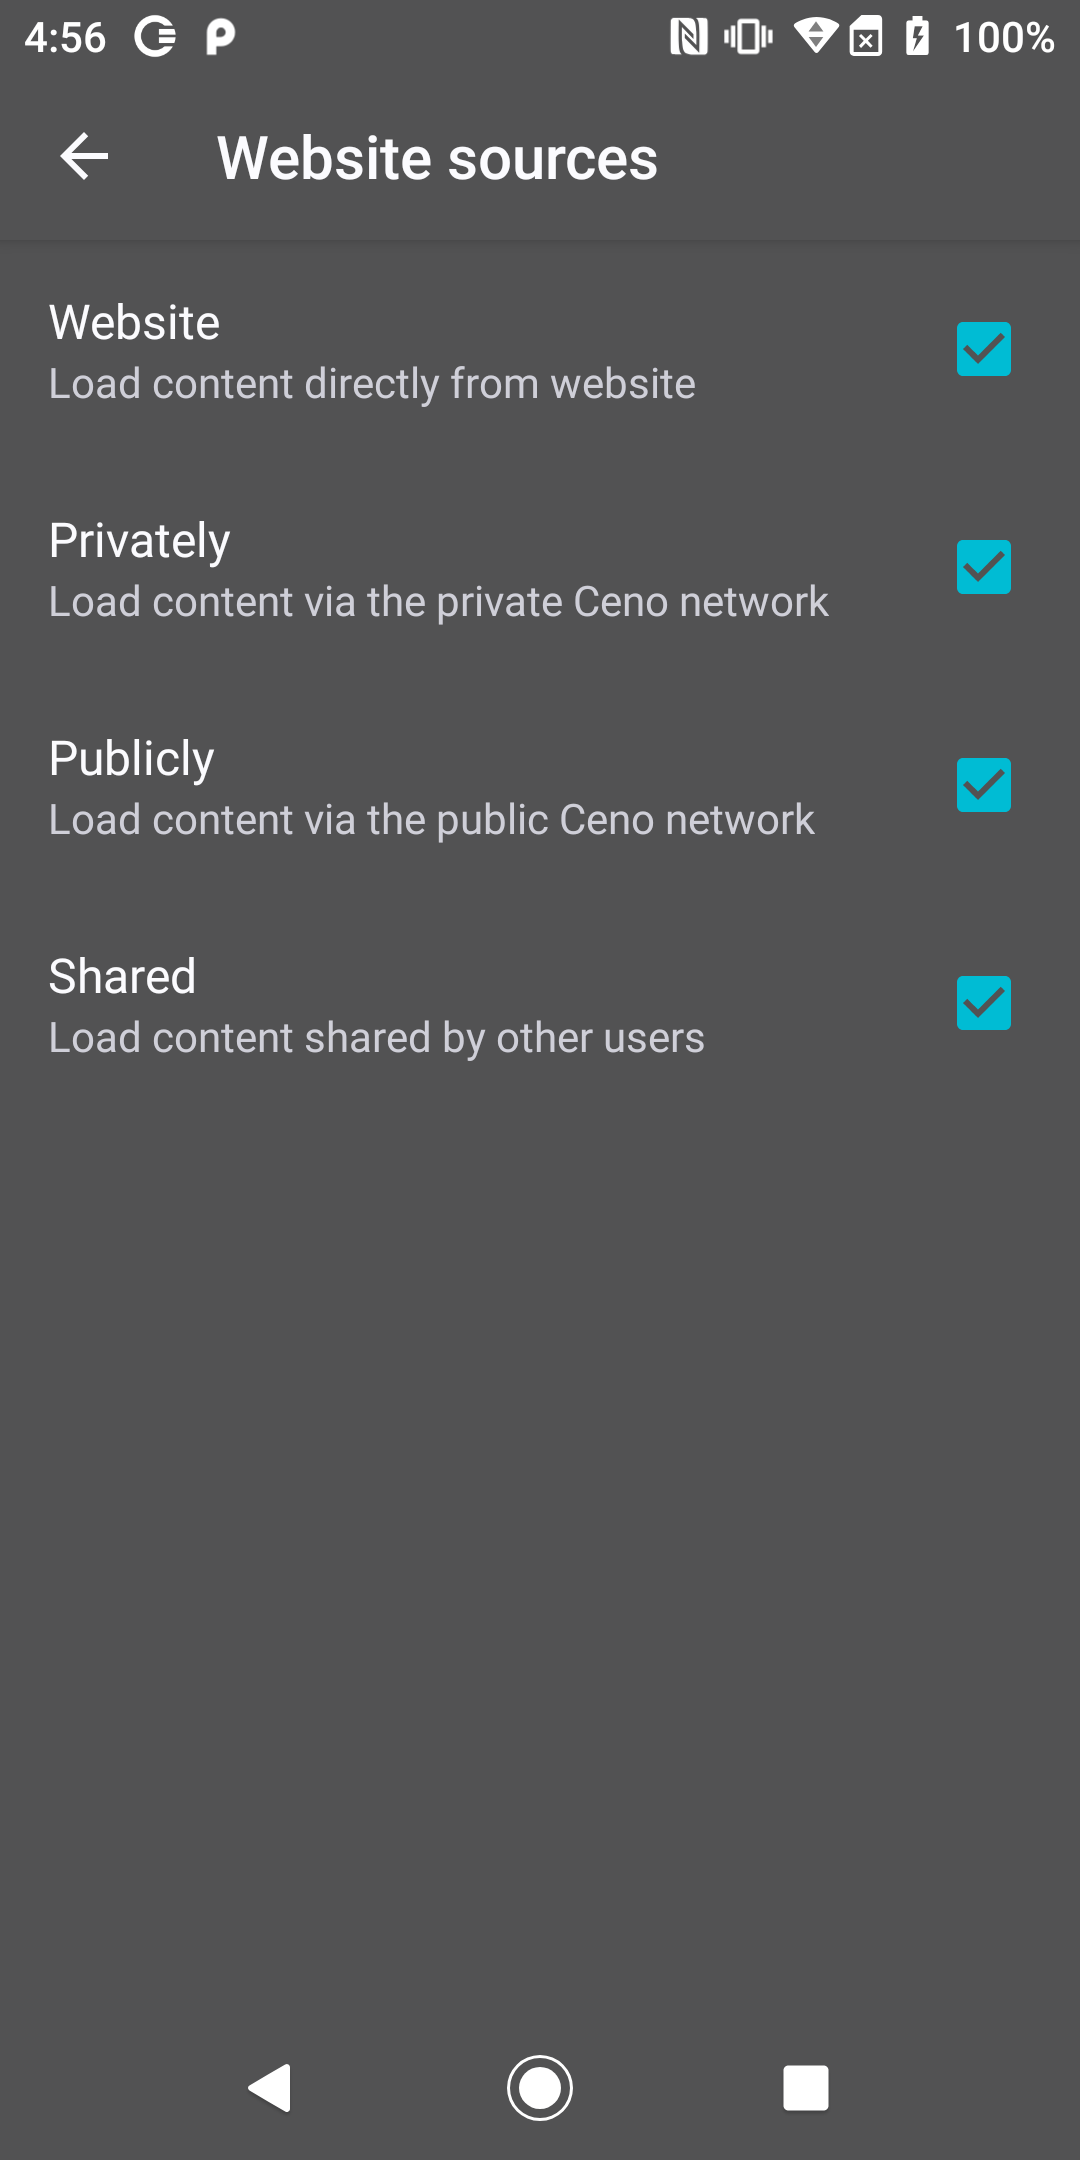 4:56
100%
Website sources
Website
Load content directly from website
Privately
Load content via the private Ceno network
Publicly
Load content via the public Ceno network
Shared
Load content shared by other users